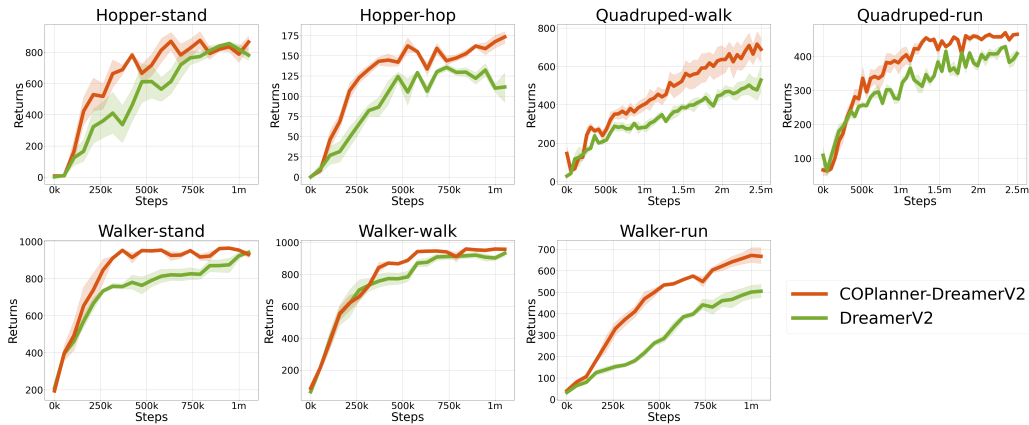 Hopper-stand
Returns
800
600
400
200
0
0k 250k 500k 750k 1m
Steps
Hopper-hop
Returns
175
150
125
100
75
50
25
0
0k 250k 500k 750k 1m
Steps
Quadruped-walk
Returns
800
600
400
200
0
0k 500k 1m 1.5m 2m 2.5m
Steps
Quadruped-run
Returns
400
300
200
100
0k 500k 1m 1.5m 2m 2.5m
Steps
Walker-stand
Returns
1000
800
600
400
200
0k 250k 500k 750k 1m
Steps
Walker-walk
Returns
1000
800
600
400
200
0k 250k 500k 750k 1m
Steps
Walker-run
Returns
700
600
500
400
300
200
100
0
0k 250k 500k 750k 1m
Steps
COPlanner-DreamerV2
DreamerV2